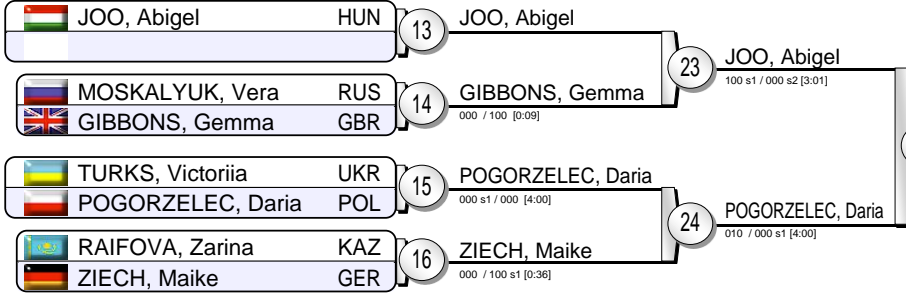 JOO, Abigel HUN
13
JOO, Abigel
MOSKALYUK, Vera RUS
GIBBONS, Gemma GBR
14
GIBBONS, Gemma
000 / 100 [0:09]
23
JOO, Abigel
100 s1 / 000 s2 [3:01]
TURKS, Victoriia UKR
POGORZELEC, Daria POL
15
POGORZELEC, Daria
000 s1 / 000 [4:00]
RAIFOVA, Zarina KAZ
ZIECH, Maike GER
16
ZIECH, Maike
000 / 100 s1 [0:36]
24
POGORZELEC, Daria
010 / 000 s1 [4:00]